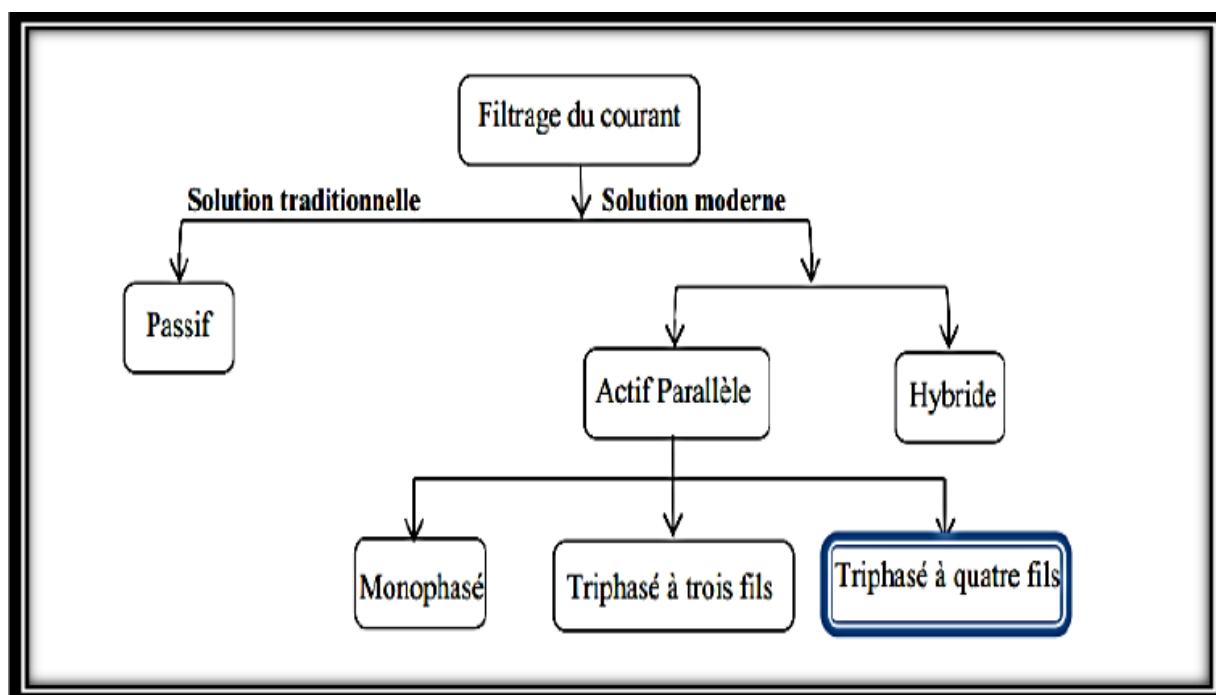 Filtrage du courant
Solution traditionnelle
Solution moderne
Passif
Actif Parallèle
Hybride
Monophasé
Triphasé à trois fils
Triphasé à quatre fils